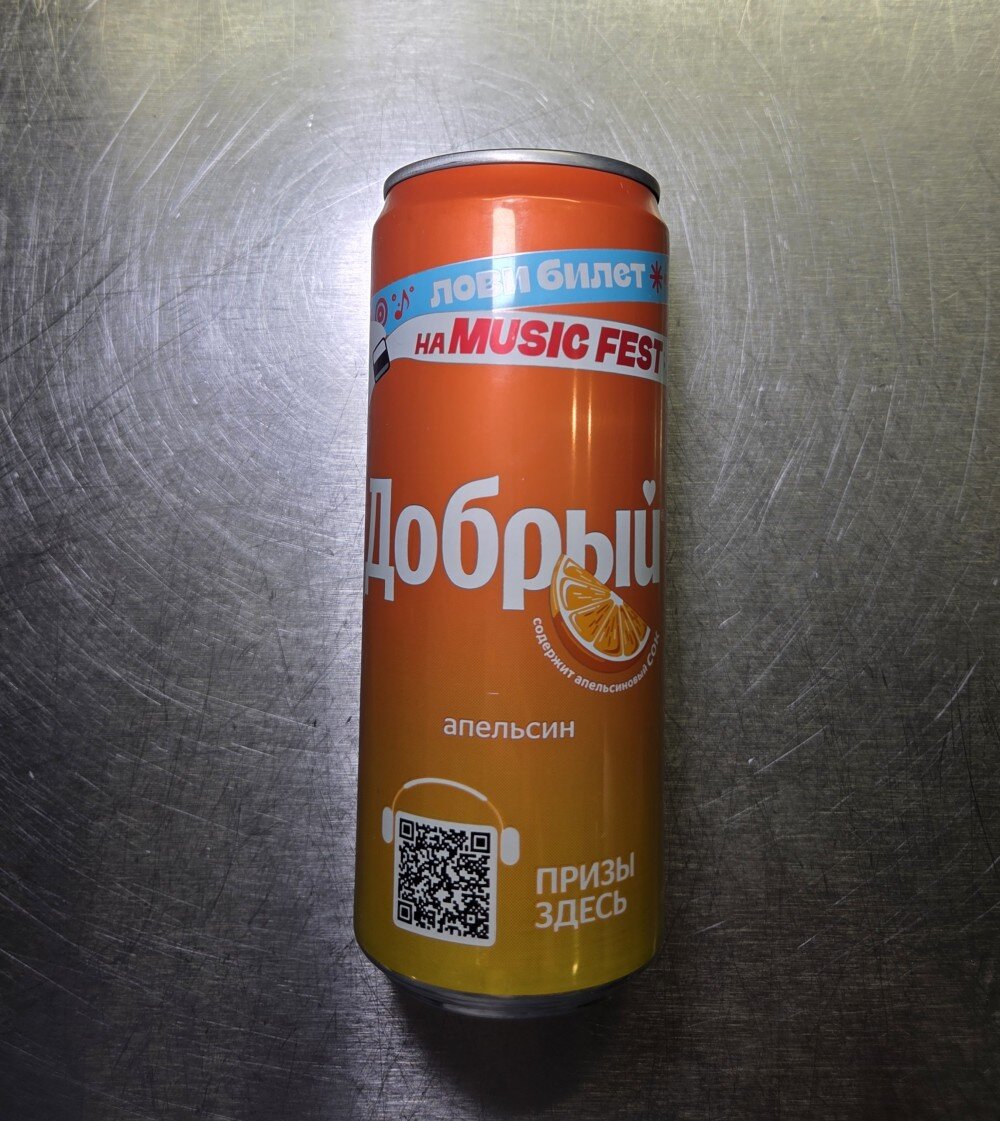 лови билет
на MUSIC FEST
Добрый
содержит апельсиновый сок
апельсин
ПРИЗЫ
ЗДЕСЬ